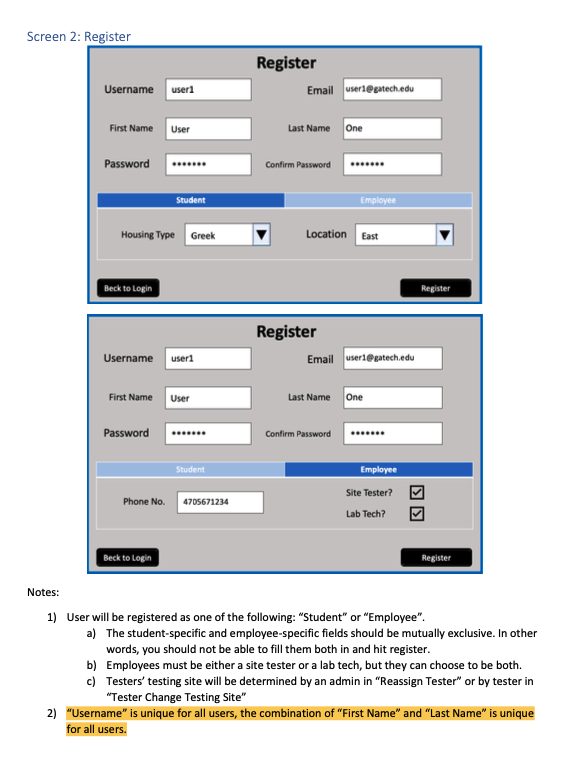 Screen 2: Register
Register
Username user1 Email user1@gatech.edu
First Name User Last Name One
Password ••••••• Confirm Password •••••••
Student Employee
Housing Type Greek Location East
Beck to Login Register
Register
Username user1 Email user1@gatech.edu
First Name User Last Name One
Password ••••••• Confirm Password •••••••
Student Employee
Site Tester?
Phone No. 4705671234
Lab Tech?
Back to Login Register
Notes:
1) User will be registered as one of the following: “Student” or “Employee”.
a) The student-specific and employee-specific fields should be mutually exclusive. In other
words, you should not be able to fill them both in and hit register.
b) Employees must be either a site tester or a lab tech, but they can choose to be both.
c) Testers’ testing site will be determined by an admin in “Reassign Tester” or by tester in
“Tester Change Testing Site”
2) “Username” is unique for all users, the combination of “First Name” and “Last Name” is unique
for all users.